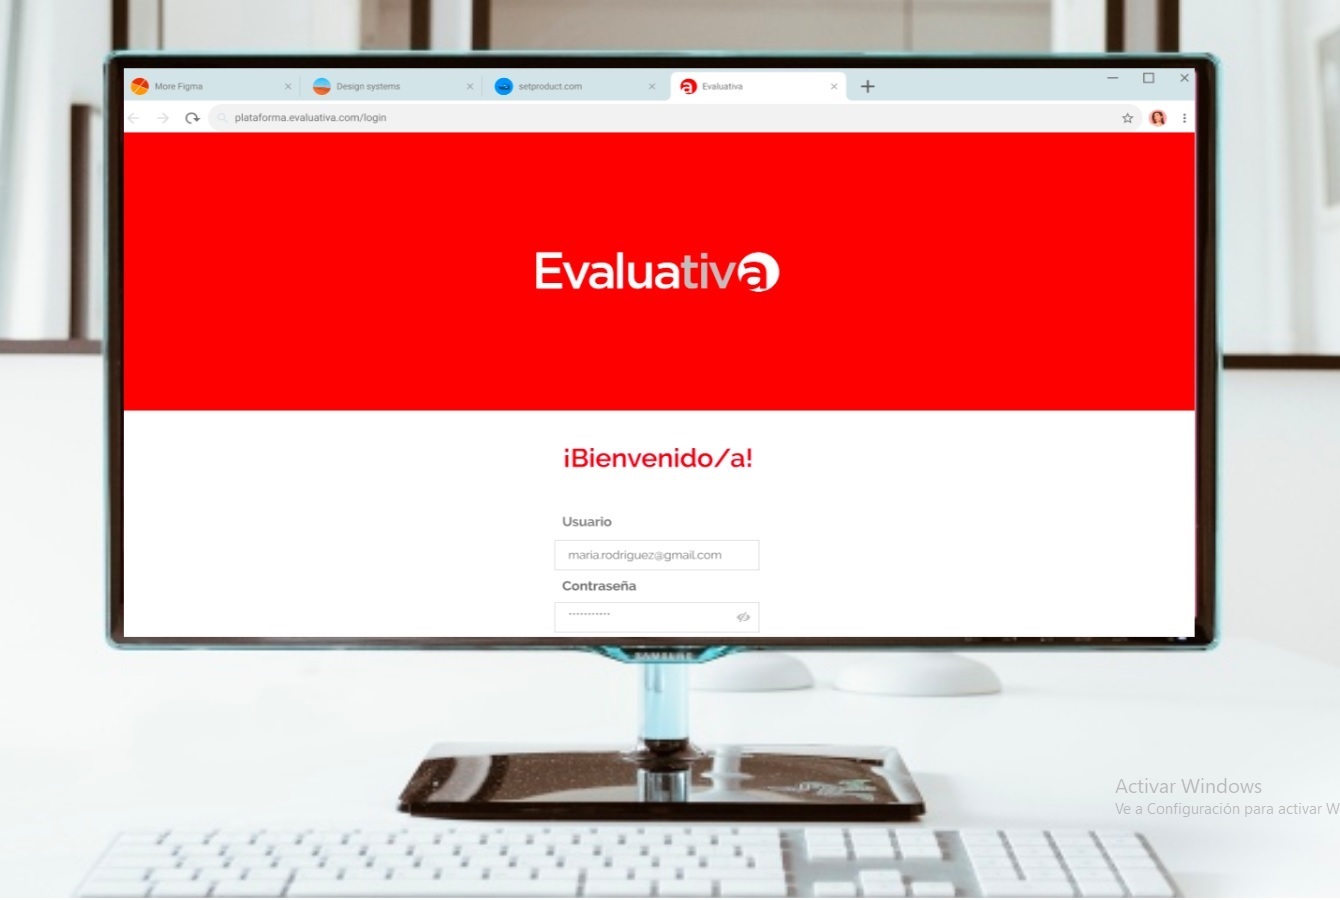 More Figma
Design systems
setproduct.com
Evaluativa
plataforma.evaluativa.com/login
Evaluativa
¡Bienvenido/a!
Usuario
maria.rodriguez@gmail.com
Contraseña
-----------
SAMSUNG
Activar Windows
Ve a Configuración para activar W